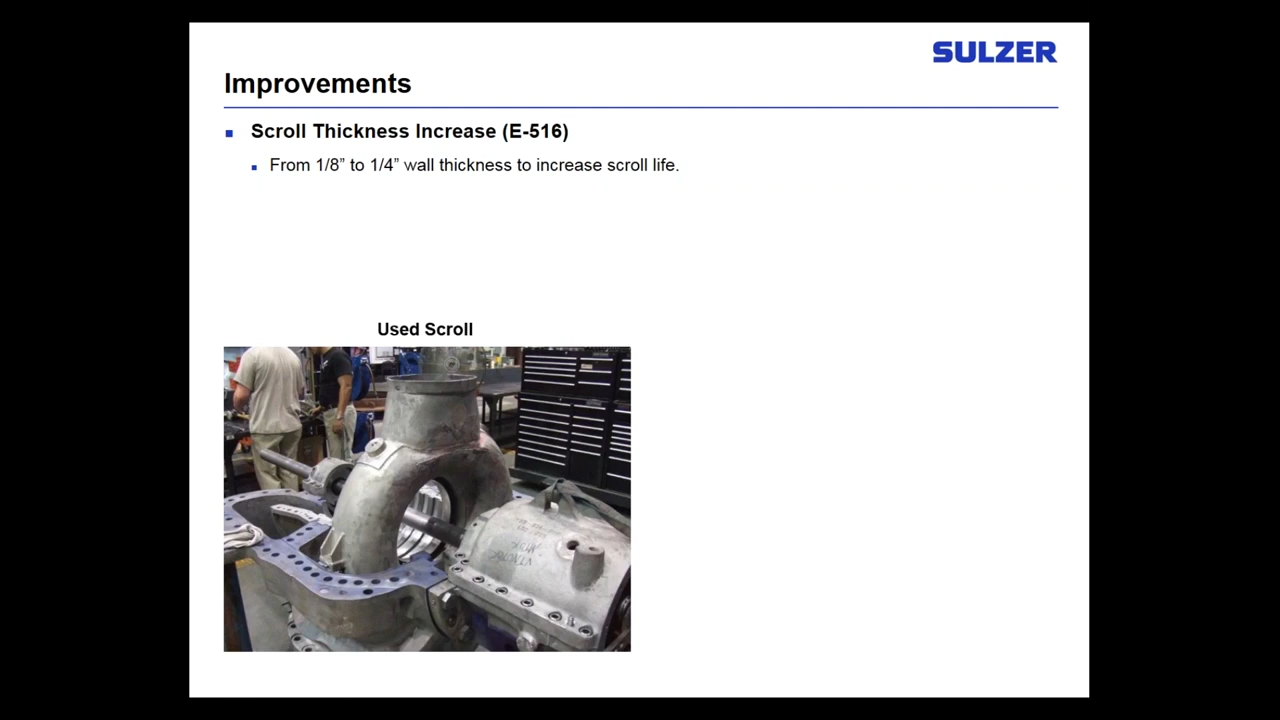 SULZER
Improvements
Scroll Thickness Increase (E-516)
From 1/8” to 1/4” wall thickness to increase scroll life.
Used Scroll